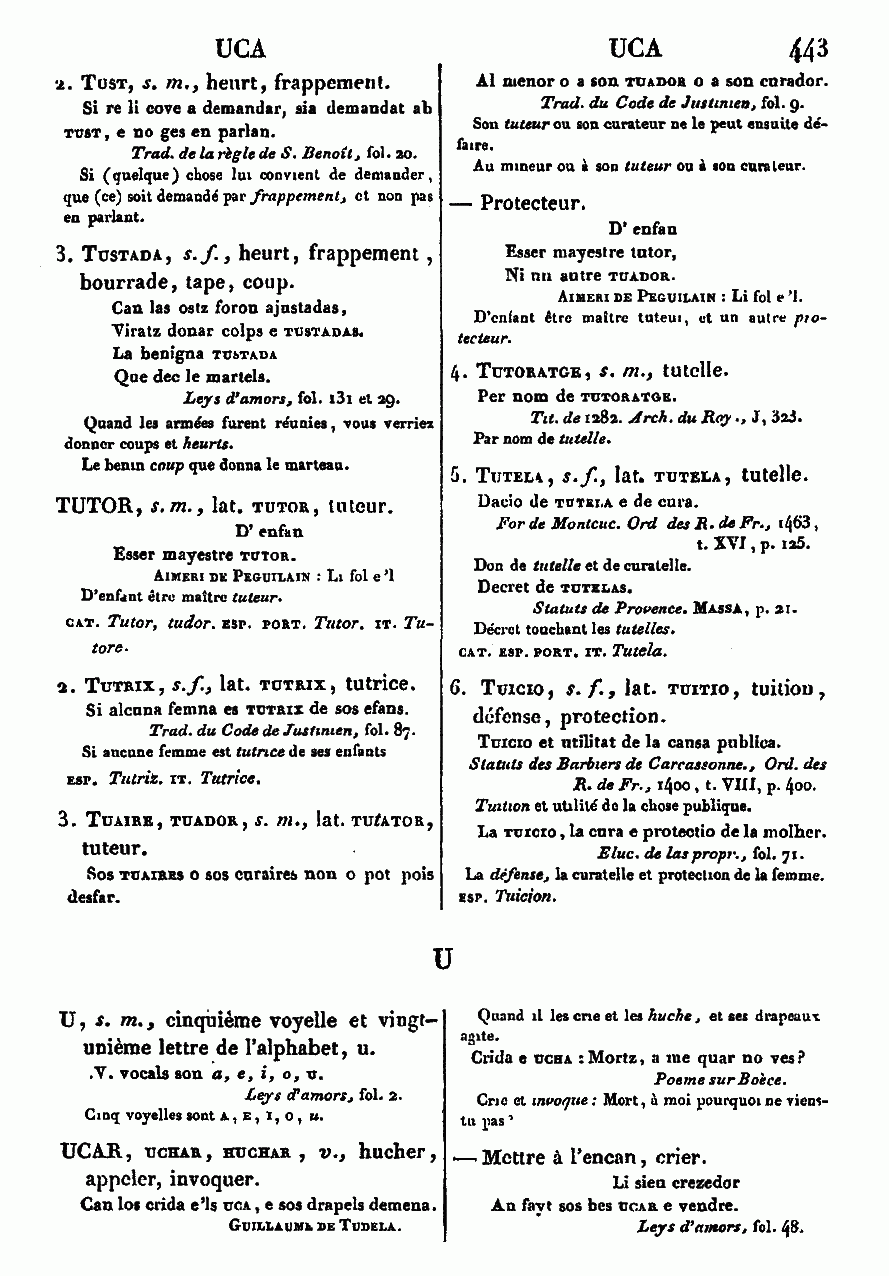 UCA UCA 443
2. Tust, s. m., heurt, frappement.
Si re li cove a demandar, sia demandat ab
tust, e no ges en parlan.
Trad. de la règle de S. Benoît, fol. 20.
Si (quelque) chose lui convient de demander,
que (ce) soit demandé par frappement, et non pas
en parlant.
3. Tustada, s. f., heurt, frappement,
bourrade, tape, coup.
Can las ostz foron ajustadas,
Viratz donar colps e tustadas.
La benigna tustada
Que dec le martels.
Leys d'amors, fol. 131 et 29.
Quand les armées furent réunies, vous verriez
donner coups et heurts.
Le benin coup que donna le marteau.
TUTOR, s. m., lat. tutor, tuteur.
D' enfan
Esser mayestre tutor.
Aimeri de Peguilain : Li fol e'l
D'enfant être maître tuteur.
cat. Tutor, tudor. esp. port. Tutor. it. Tu-
tore.
2. Tutrix, s. f., lat. tutrix, tutrice.
Si alcuna femna es tutrix de sos efans.
Trad. du Code de Justinien, fol. 87.
Si aucune femme est tutrice de ses enfants
esp. Tutriz. it. Tutrice.
3. Tuaire, tuador, s. m., lat. tutator,
tuteur.
Sos tuaires o sos curaires non o pot pois
desfar.
Al menor o a son tuador o a son curador.
Trad. du Code de Justinien, fol. 9.
Son tuteur ou son curateur ne le peut ensuite dé-
faire.
Au mineur ou à son tuteur ou à son curateur.
— Protecteur.
D' enfan
Esser mayestre tutor,
Ni nu autre tuador.
Aimeri de Peguilain : Li fol e 'l.
D'enfant être maître tuteur, et un autre pro-
tecteur.
4. Tutoratge, s. m., tutelle.
Per nom de tutoratge.
Tit. de 1282. Arch. du Roy., J, 323.
Par nom de tutelle.
5. Tutela, s. f., lat. tutela, tutelle.
Dacio de tutela e de cura.
For de Montcuc. Ord des R. de Fr., 1463,
t. XVI, p. 125.
Don de tutelle et de curatelle.
Decret de tutelas.
Statuts de Provence. Massa, p. 21.
Décret touchant les tutelles.
cat. esp. port. it. Tutela.
6. Tuicio, s. f., lat. tuitio, tuition,
défense, protection.
Tuicio et utilitat de la causa publica.
Statuts des Barbiers de Carcassonne., Ord. des
R. de Fr., 1400, t. VIII, p. 400.
Tuition et utilité de la chose publique.
La tuicio, la cura e protectio de la molher.
Eluc. de las propr., fol. 71.
La défense, la curatelle et protection de la femme.
esp. Tuicion.
U
U, s. m., cinquième voyelle et vingt-
unième lettre de l'alphabet, u.
.V. vocals son a, e, i, o, u.
Leys d'amors, fol. 2.
Cinq voyelles sont a, e, i, o, u.
UCAR, uchar, huchar, v., hucher,
appeler, invoquer.
Can los crida e'ls uca, e sos drapels demena.
Guillaume de Tudela.
Quand il les crie et les huche, et ses drapeaux
agite.
Crida e ucha : Mortz, a me quar no ves?
Poeme sur Boèce.
Crie et invoque : Mort, à moi pourquoi ne viens-
tu pas?
— Mettre à l'encan, crier.
Li sien crezedor
An fayt sos bes ucar e vendre.
Leys d'amors, fol. 48.